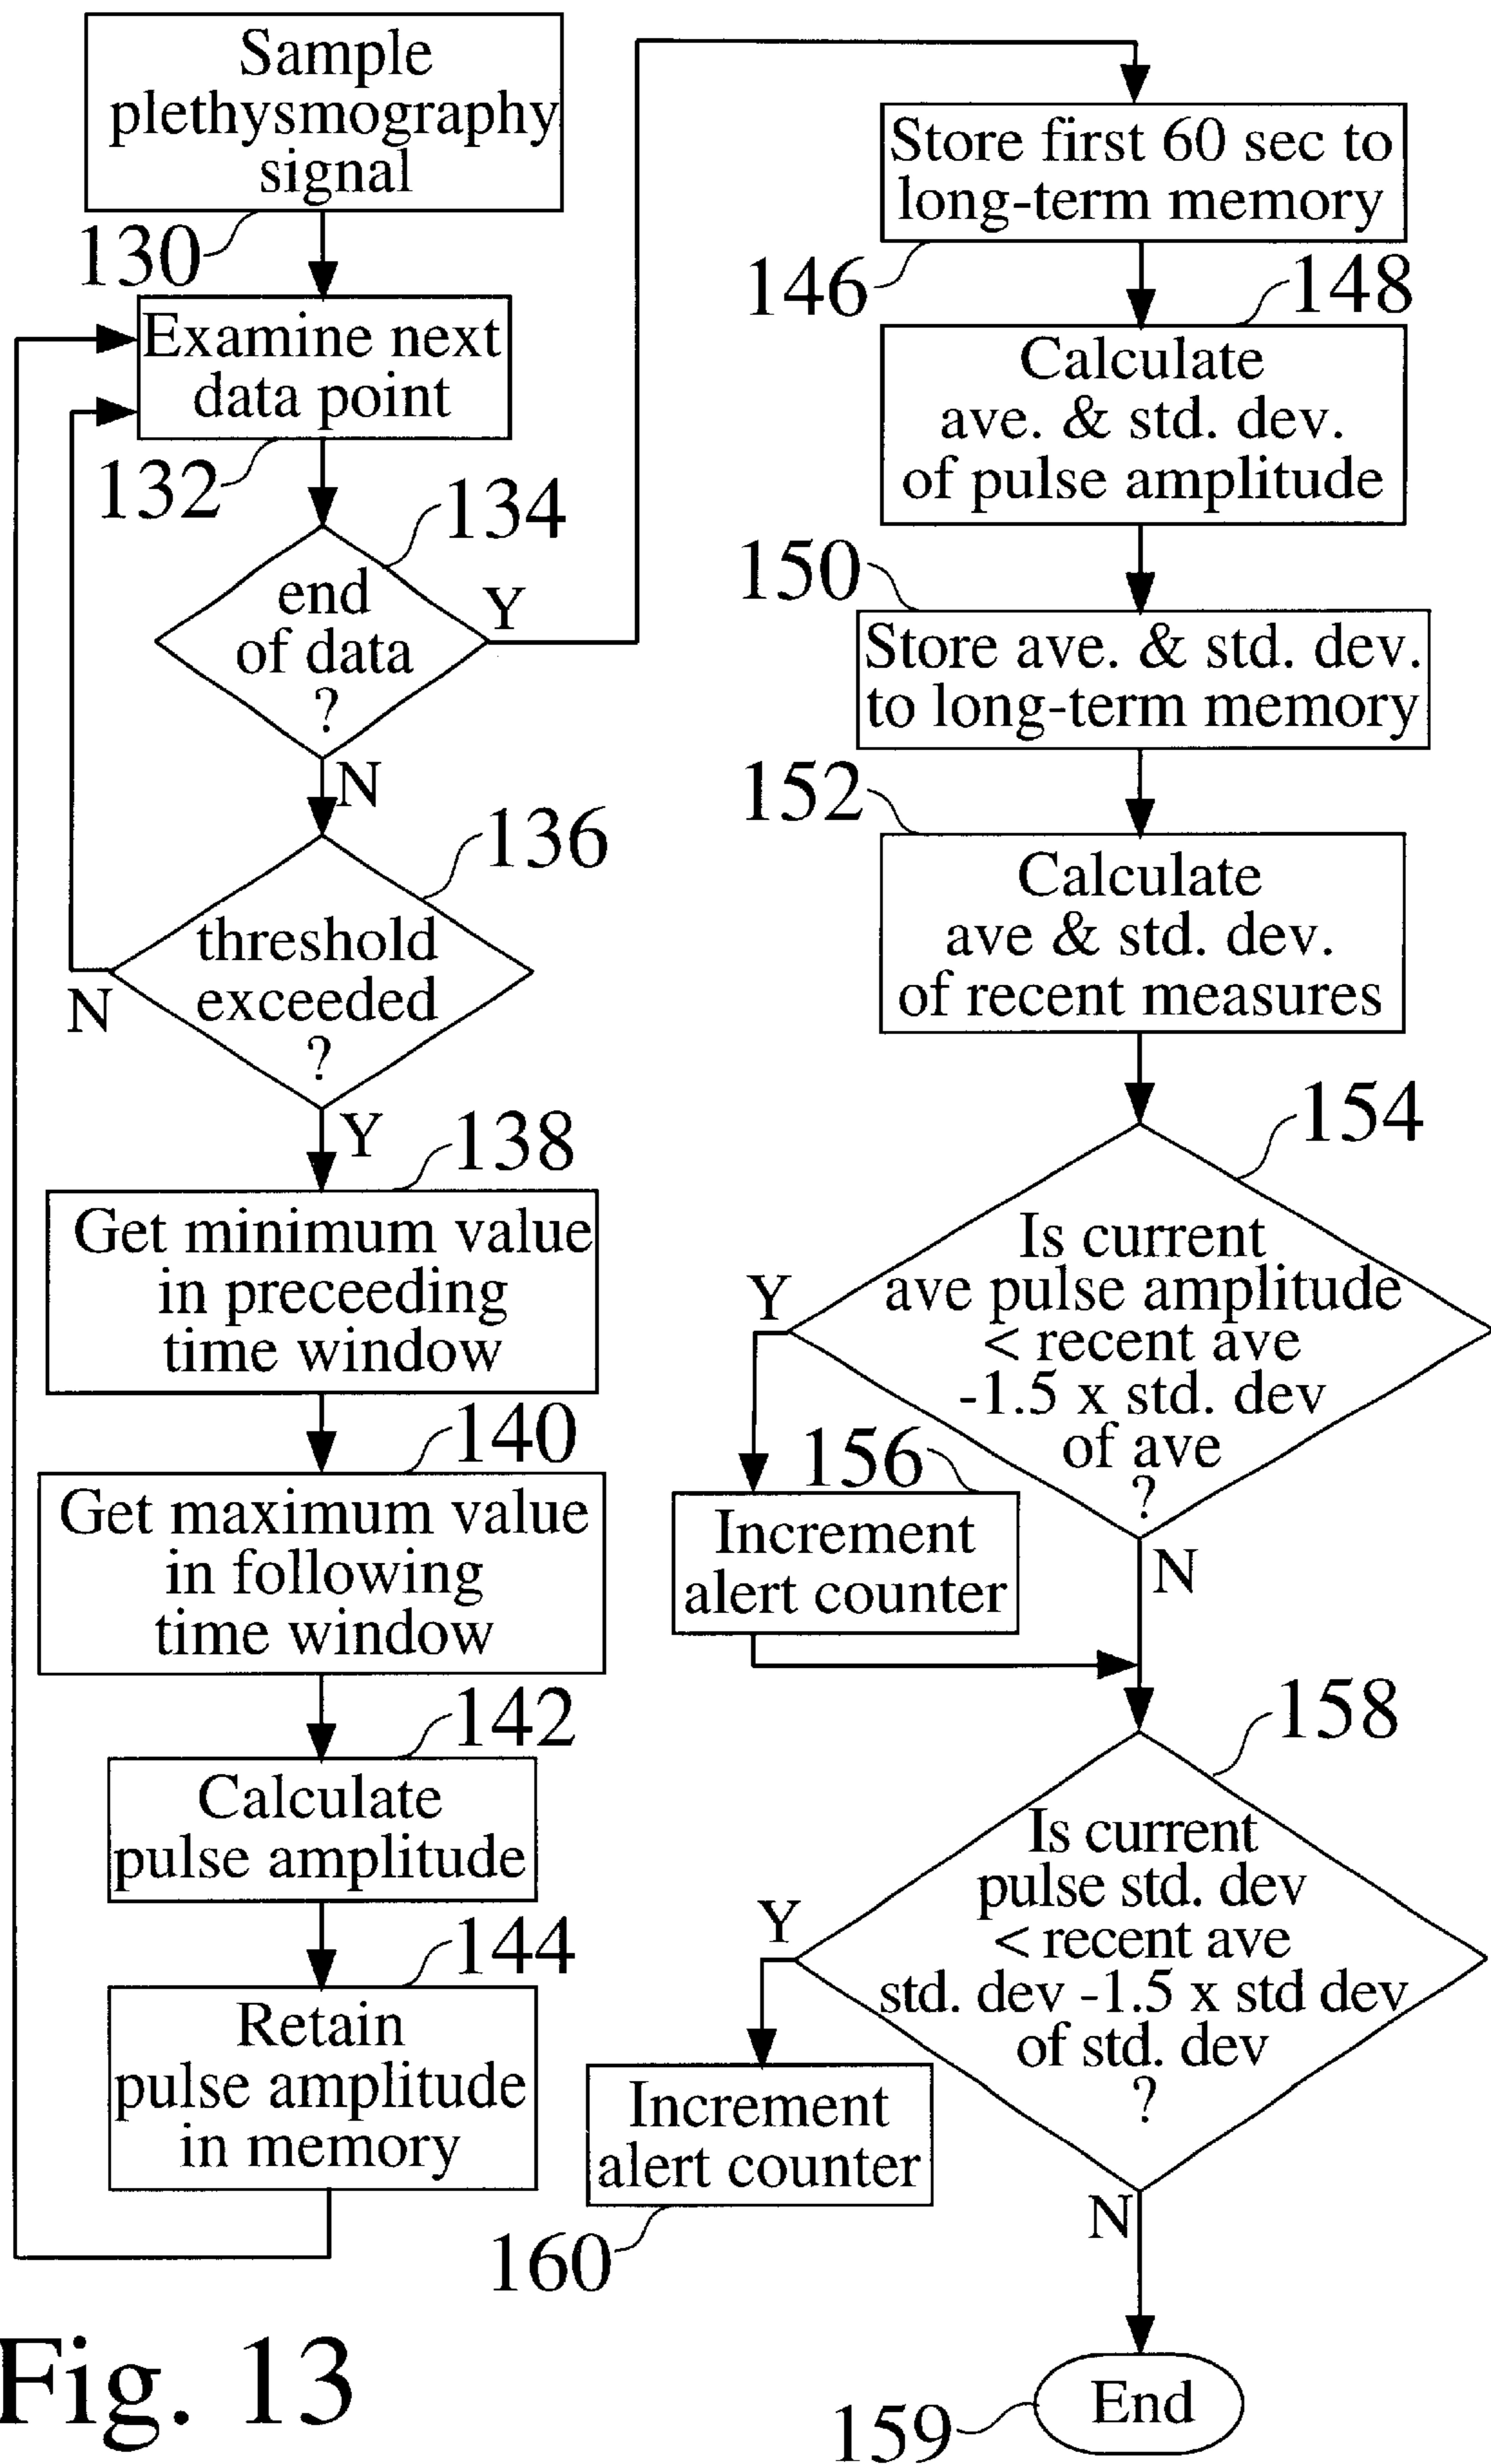 Sample
plethysmography
signal
130
Examine next
data point
132
134
end
of data
?
Y
N
136
threshold
exceeded
?
N
Y
138
Get minimum value
in preceeding
time window
140
Get maximum value
in following
time window
142
Calculate
pulse amplitude
144
Retain
pulse amplitude
in memory
Store first 60 sec to
long-term memory
146
148
Calculate
ave. & std. dev.
of pulse amplitude
150
Store ave. & std. dev.
to long-term memory
152
Calculate
ave & std. dev.
of recent measures
154
Is current
ave pulse amplitude
< recent ave
-1.5 x std. dev
of ave
?
Y
156
Increment
alert counter
N
158
Is current
pulse std. dev
< recent ave
std. dev -1.5 x std dev
of std. dev
?
Y
Increment
alert counter
160
N
End
159
Fig. 13